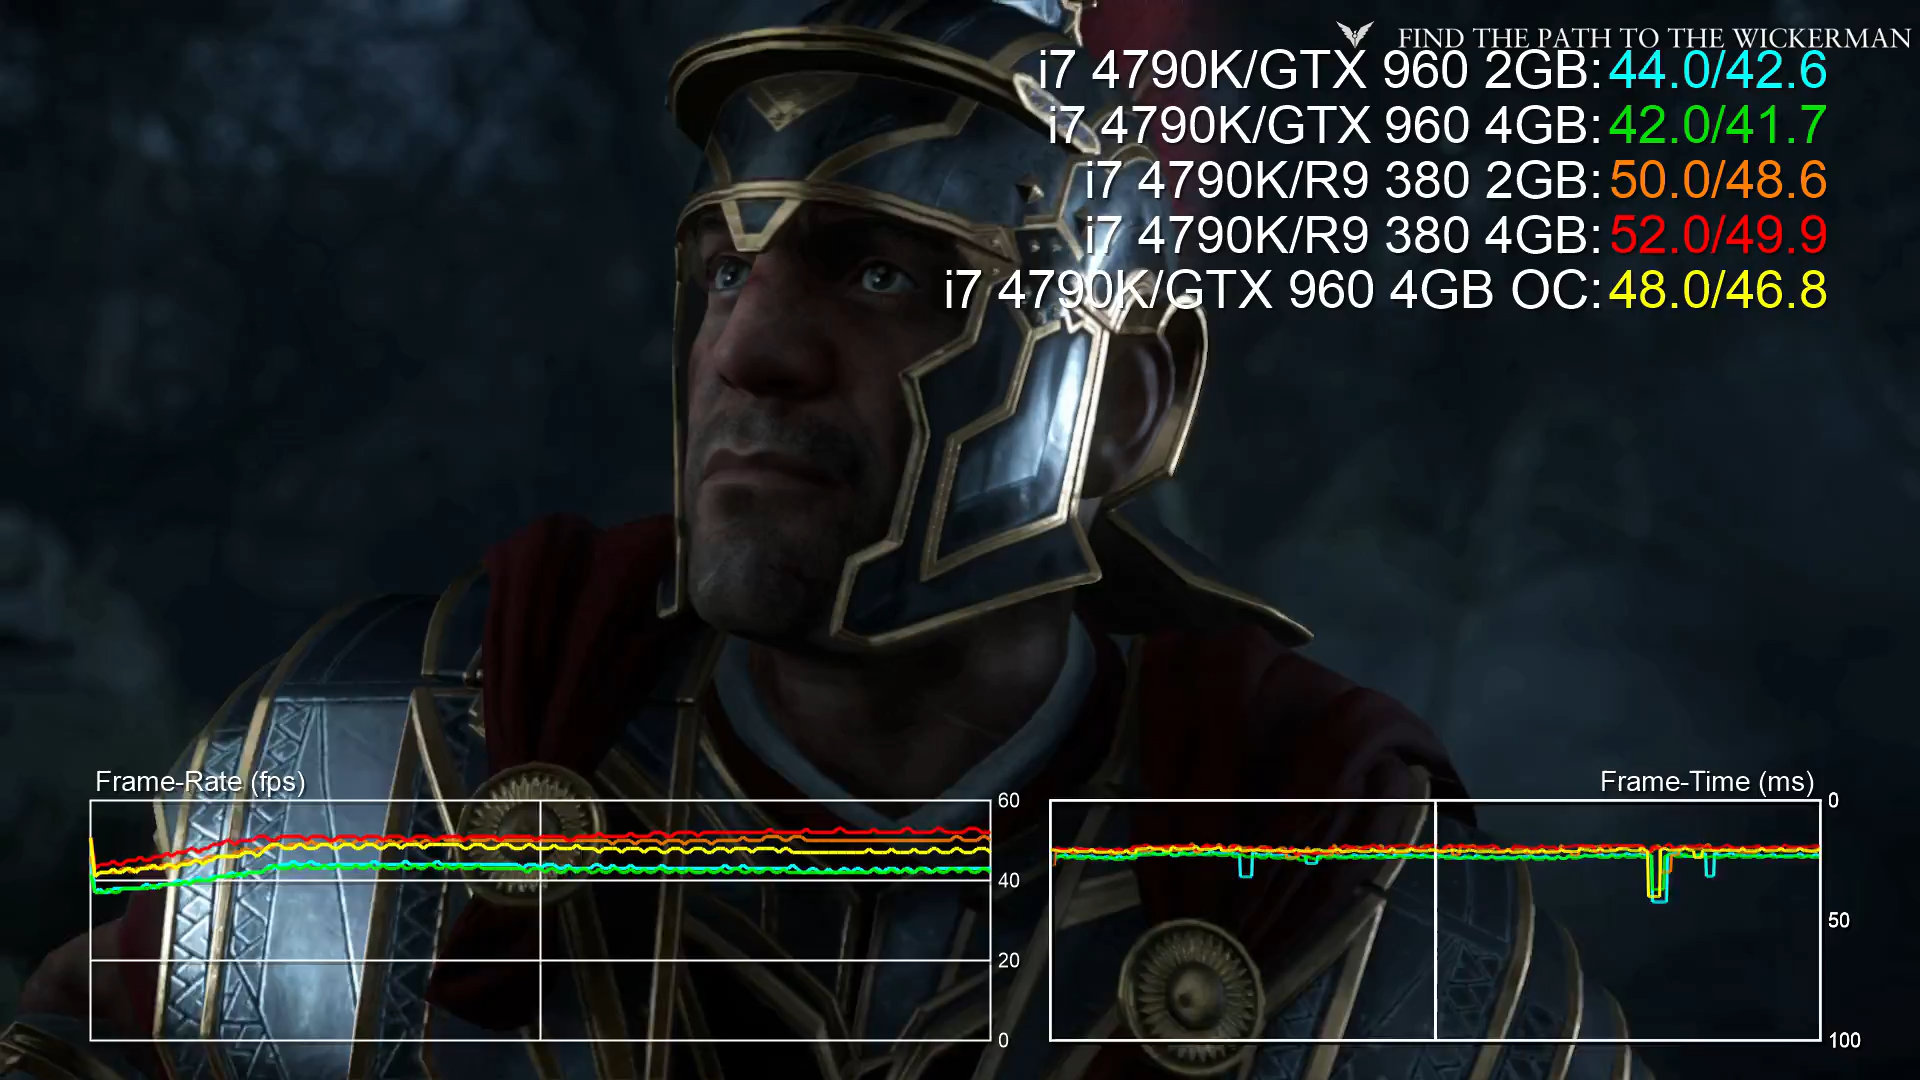 FIND THE PATH TO THE WICKERMAN
i7 4790K/GTX 960 2GB: 44.0/42.6
i7 4790K/GTX 960 4GB: 42.0/41.7
i7 4790K/R9 380 2GB: 50.0/48.6
i7 4790K/R9 380 4GB: 52.0/49.9
i7 4790K/GTX 960 4GB OC: 48.0/46.8
Frame-Rate (fps)
60
40
20
0
Frame-Time (ms)
0
50
100